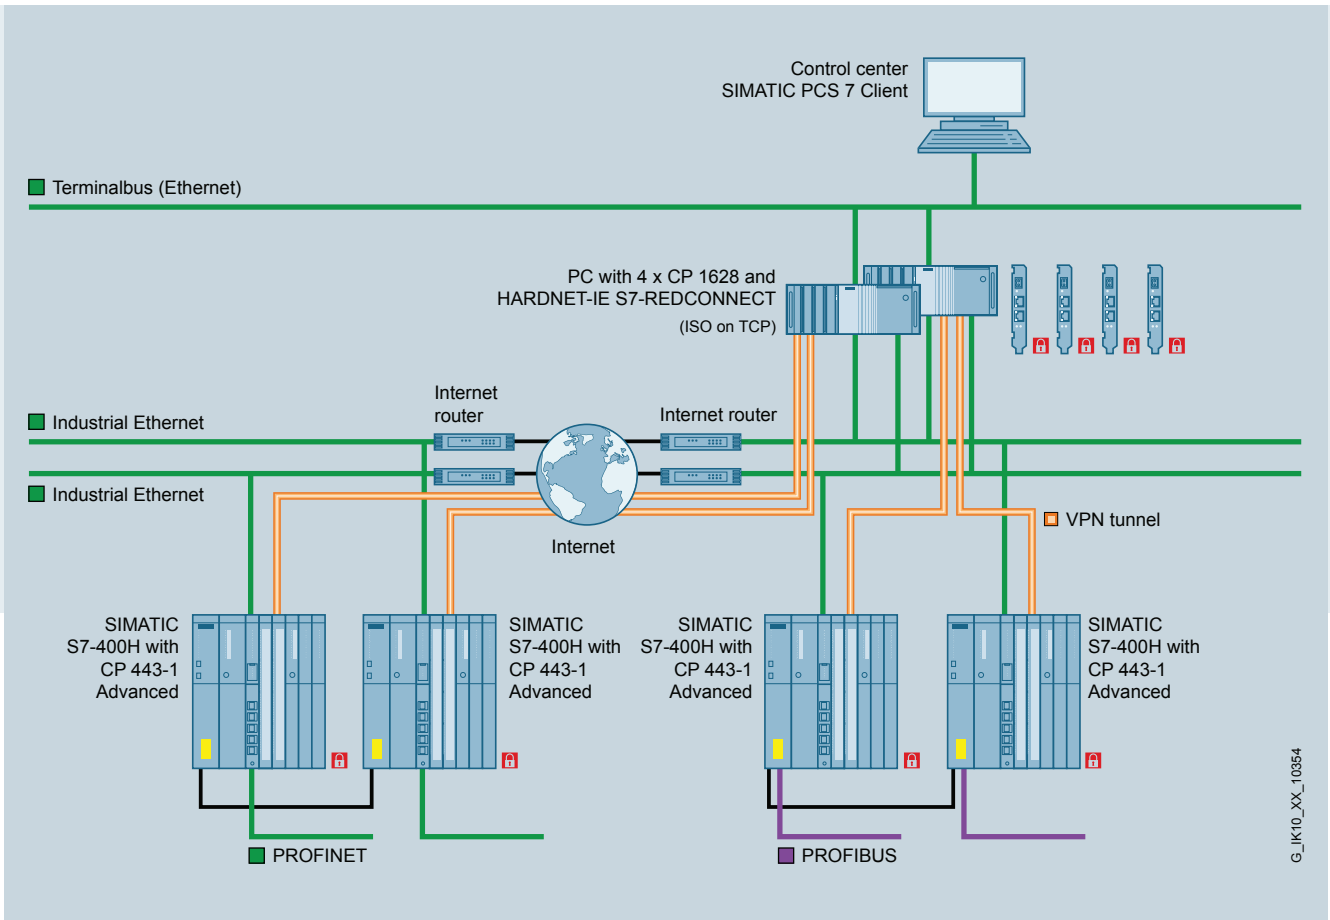 Control center
SIMATIC PCS 7 Client
Terminalbus (Ethernet)
PC with 4 x CP 1628 and
HARDNET-IE S7-REDCONNECT
(ISO on TCP)
Internet
router
Internet router
Industrial Ethernet
Industrial Ethernet
VPN tunnel
Internet
SIMATIC
S7-400H with
CP 443-1
Advanced
SIMATIC
S7-400H with
CP 443-1
Advanced
SIMATIC
S7-400H with
CP 443-1
Advanced
SIMATIC
S7-400H with
CP 443-1
Advanced
PROFINET
PROFIBUS
G_IK10_XX_10354